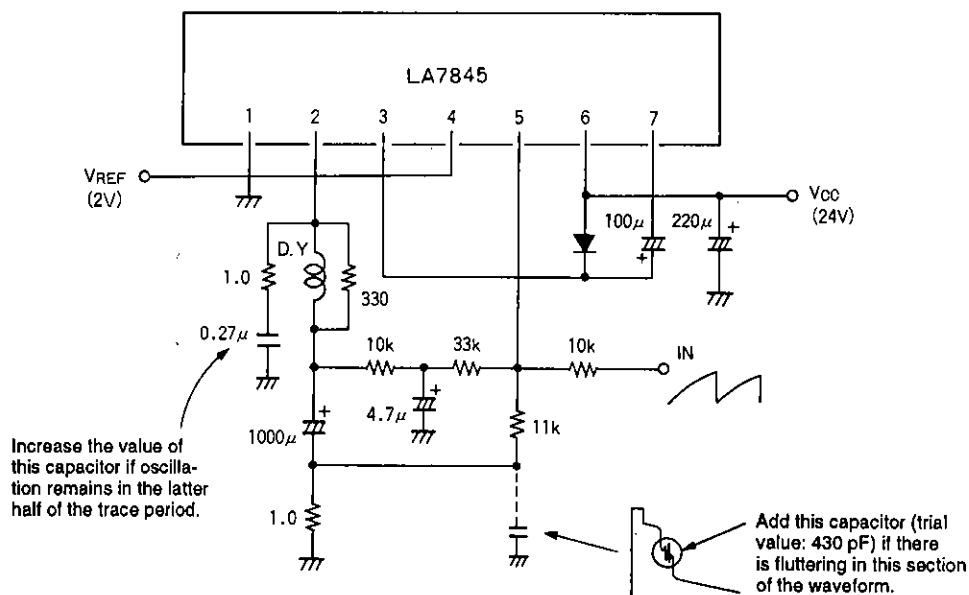 LA7845
1 2 3 4 5 6 7
VREF
(2V)
VCC
(24V)
100μ
220μ
+
+
+
D.Y
1.0
330
0.27μ
10k
33k
10k
IN
+
4.7μ
+
1000μ
11k
1.0
Increase the value of
this capacitor if oscilla-
tion remains in the latter
half of the trace period.
Add this capacitor (trial
value: 430 pF) if there
is fluttering in this section
of the waveform.